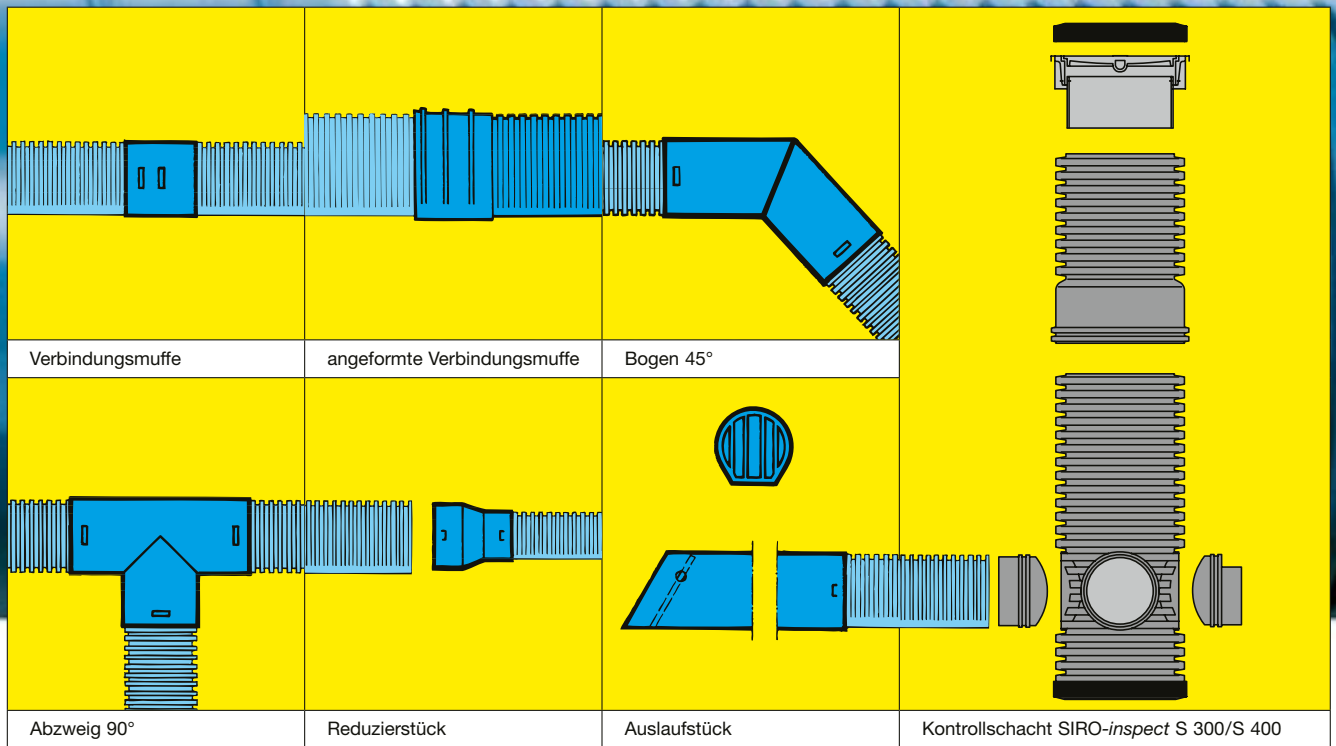 Verbindungsmuffe
angeformte Verbindungsmuffe
Bogen 45°
Abzweig 90°
Reduzierstück
Auslaufstück
Kontrollschacht SIRO-inspect S 300/S 400